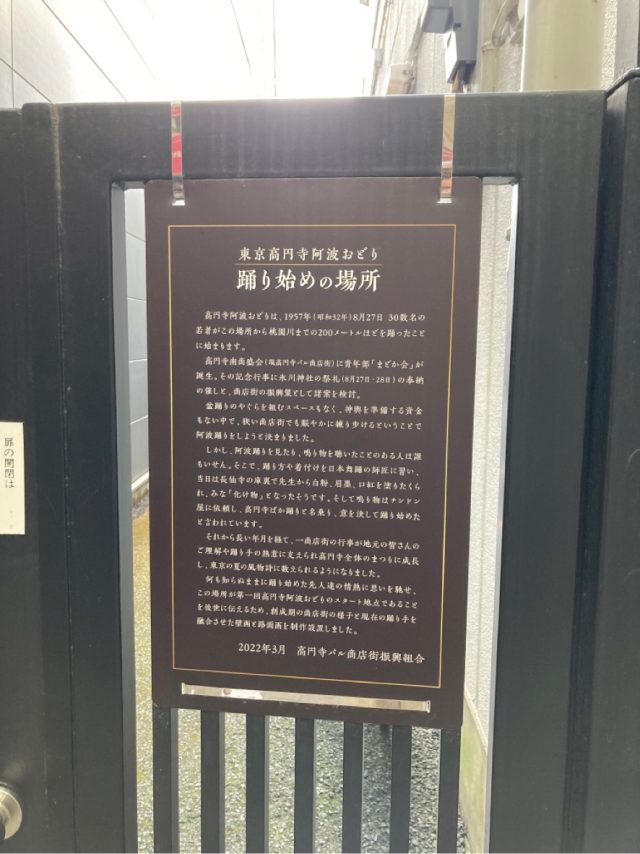 東京高円寺阿波おどり
踊り始めの場所
高円寺阿波おどりは、1957年(昭和32年)8月27日 30数名の
若者がこの場所から桃園川までの200メートルほどを踊ったこと
に始まります。
高円寺南商盛会(現高円寺パル商店街)に青年部「まどか会」が
誕生。その記念行事に氷川神社の祭礼(8月27日・28日)の奉納
の催しと、商店街の振興策として諸案を検討。
盆踊りのやぐらを組むスペースもなく、神輿を準備する資金
もない中で、狭い商店街でも賑やかに練り歩けるということで
阿波踊りをしようと決まりました。
しかし、阿波踊りを見たり、鳴り物を聴いたことのある人は誰
もいません。そこで、踊り方や着付けを日本舞踊の師匠に習い、
当日は長仙寺の庫裏で先生から白粉、眉墨、口紅を塗りたくら
れ、みな「化け物」となったそうです。そして鳴り物はチンドン
屋に依頼し、高円寺ばか踊りと名乗り、意を決して踊り始めた
と言われています。
それから長い年月を経て、一商店街の行事が地元の皆さんの
ご理解や踊り手の熱意に支えられ高円寺全体のまつりに成長
し、東京の夏の風物詩に数えられるようになりました。
何も知らぬままに踊り始めた先人達の情熱に思いを馳せ、
この場所が第一回高円寺阿波おどりのスタート地点であること
を後世に伝えるため、創成期の商店街の様子と現在の踊り手を
融合させた壁画と路面画を制作設置しました。
2022年3月 高円寺パル商店街振興組合
扉の開閉は